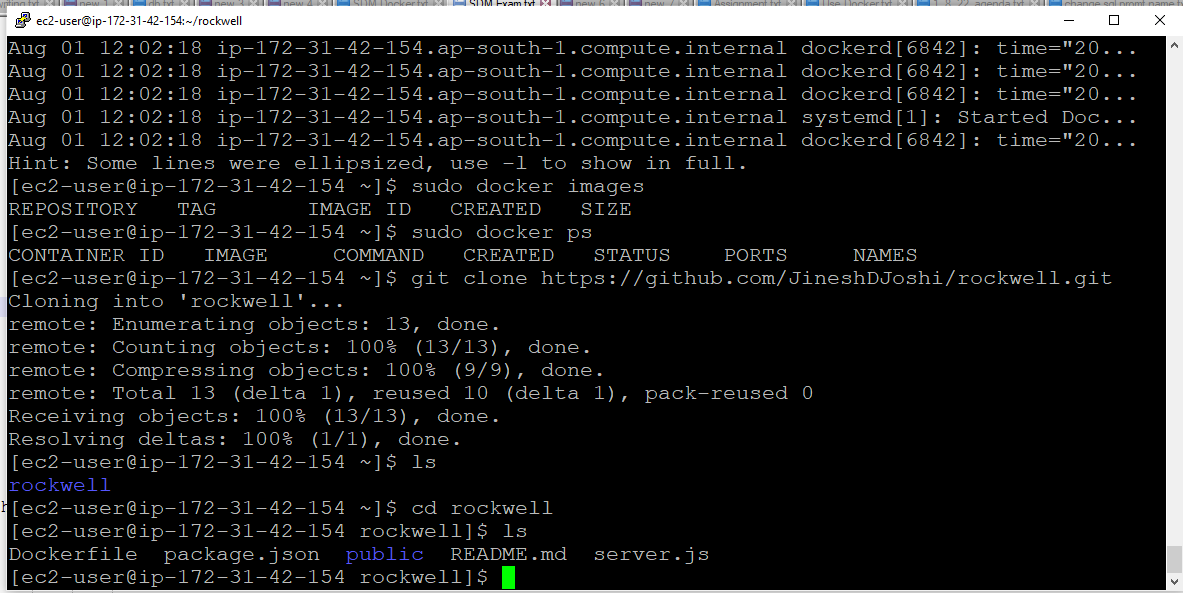 SDM Exam.txt
ec2-user@ip-172-31-42-154:~/rockwell
Aug 01 12:02:18 ip-172-31-42-154.ap-south-1.compute.internal dockerd[6842]: time="20...
Aug 01 12:02:18 ip-172-31-42-154.ap-south-1.compute.internal dockerd[6842]: time="20...
Aug 01 12:02:18 ip-172-31-42-154.ap-south-1.compute.internal dockerd[6842]: time="20...
Aug 01 12:02:18 ip-172-31-42-154.ap-south-1.compute.internal systemd[1]: Started Doc...
Aug 01 12:02:18 ip-172-31-42-154.ap-south-1.compute.internal dockerd[6842]: time="20...
Hint: Some lines were ellipsized, use -l to show in full.
[ec2-user@ip-172-31-42-154 ~]$ sudo docker images
REPOSITORY   TAG       IMAGE ID   CREATED   SIZE
[ec2-user@ip-172-31-42-154 ~]$ sudo docker ps
CONTAINER ID   IMAGE     COMMAND   CREATED   STATUS    PORTS     NAMES
[ec2-user@ip-172-31-42-154 ~]$ git clone https://github.com/JineshDJoshi/rockwell.git
Cloning into 'rockwell'...
remote: Enumerating objects: 13, done.
remote: Counting objects: 100% (13/13), done.
remote: Compressing objects: 100% (9/9), done.
remote: Total 13 (delta 1), reused 10 (delta 1), pack-reused 0
Receiving objects: 100% (13/13), done.
Resolving deltas: 100% (1/1), done.
[ec2-user@ip-172-31-42-154 ~]$ ls
rockwell
[ec2-user@ip-172-31-42-154 ~]$ cd rockwell
[ec2-user@ip-172-31-42-154 rockwell]$ ls
Dockerfile  package.json  public  README.md  server.js
[ec2-user@ip-172-31-42-154 rockwell]$